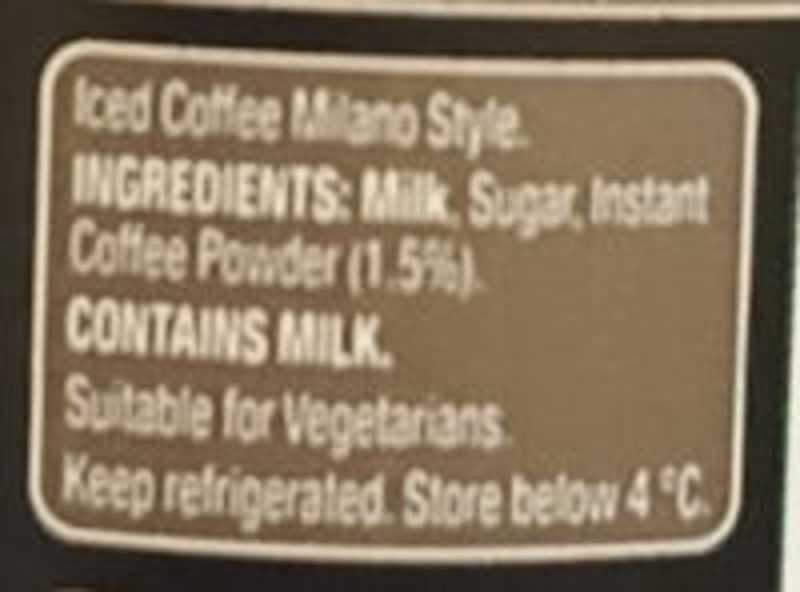 Iced Coffee Milano Style.
INGREDIENTS: Milk, Sugar, Instant
Coffee Powder (1.5%).
CONTAINS MILK.
Suitable for Vegetarians.
Keep refrigerated. Store below 4 °C.